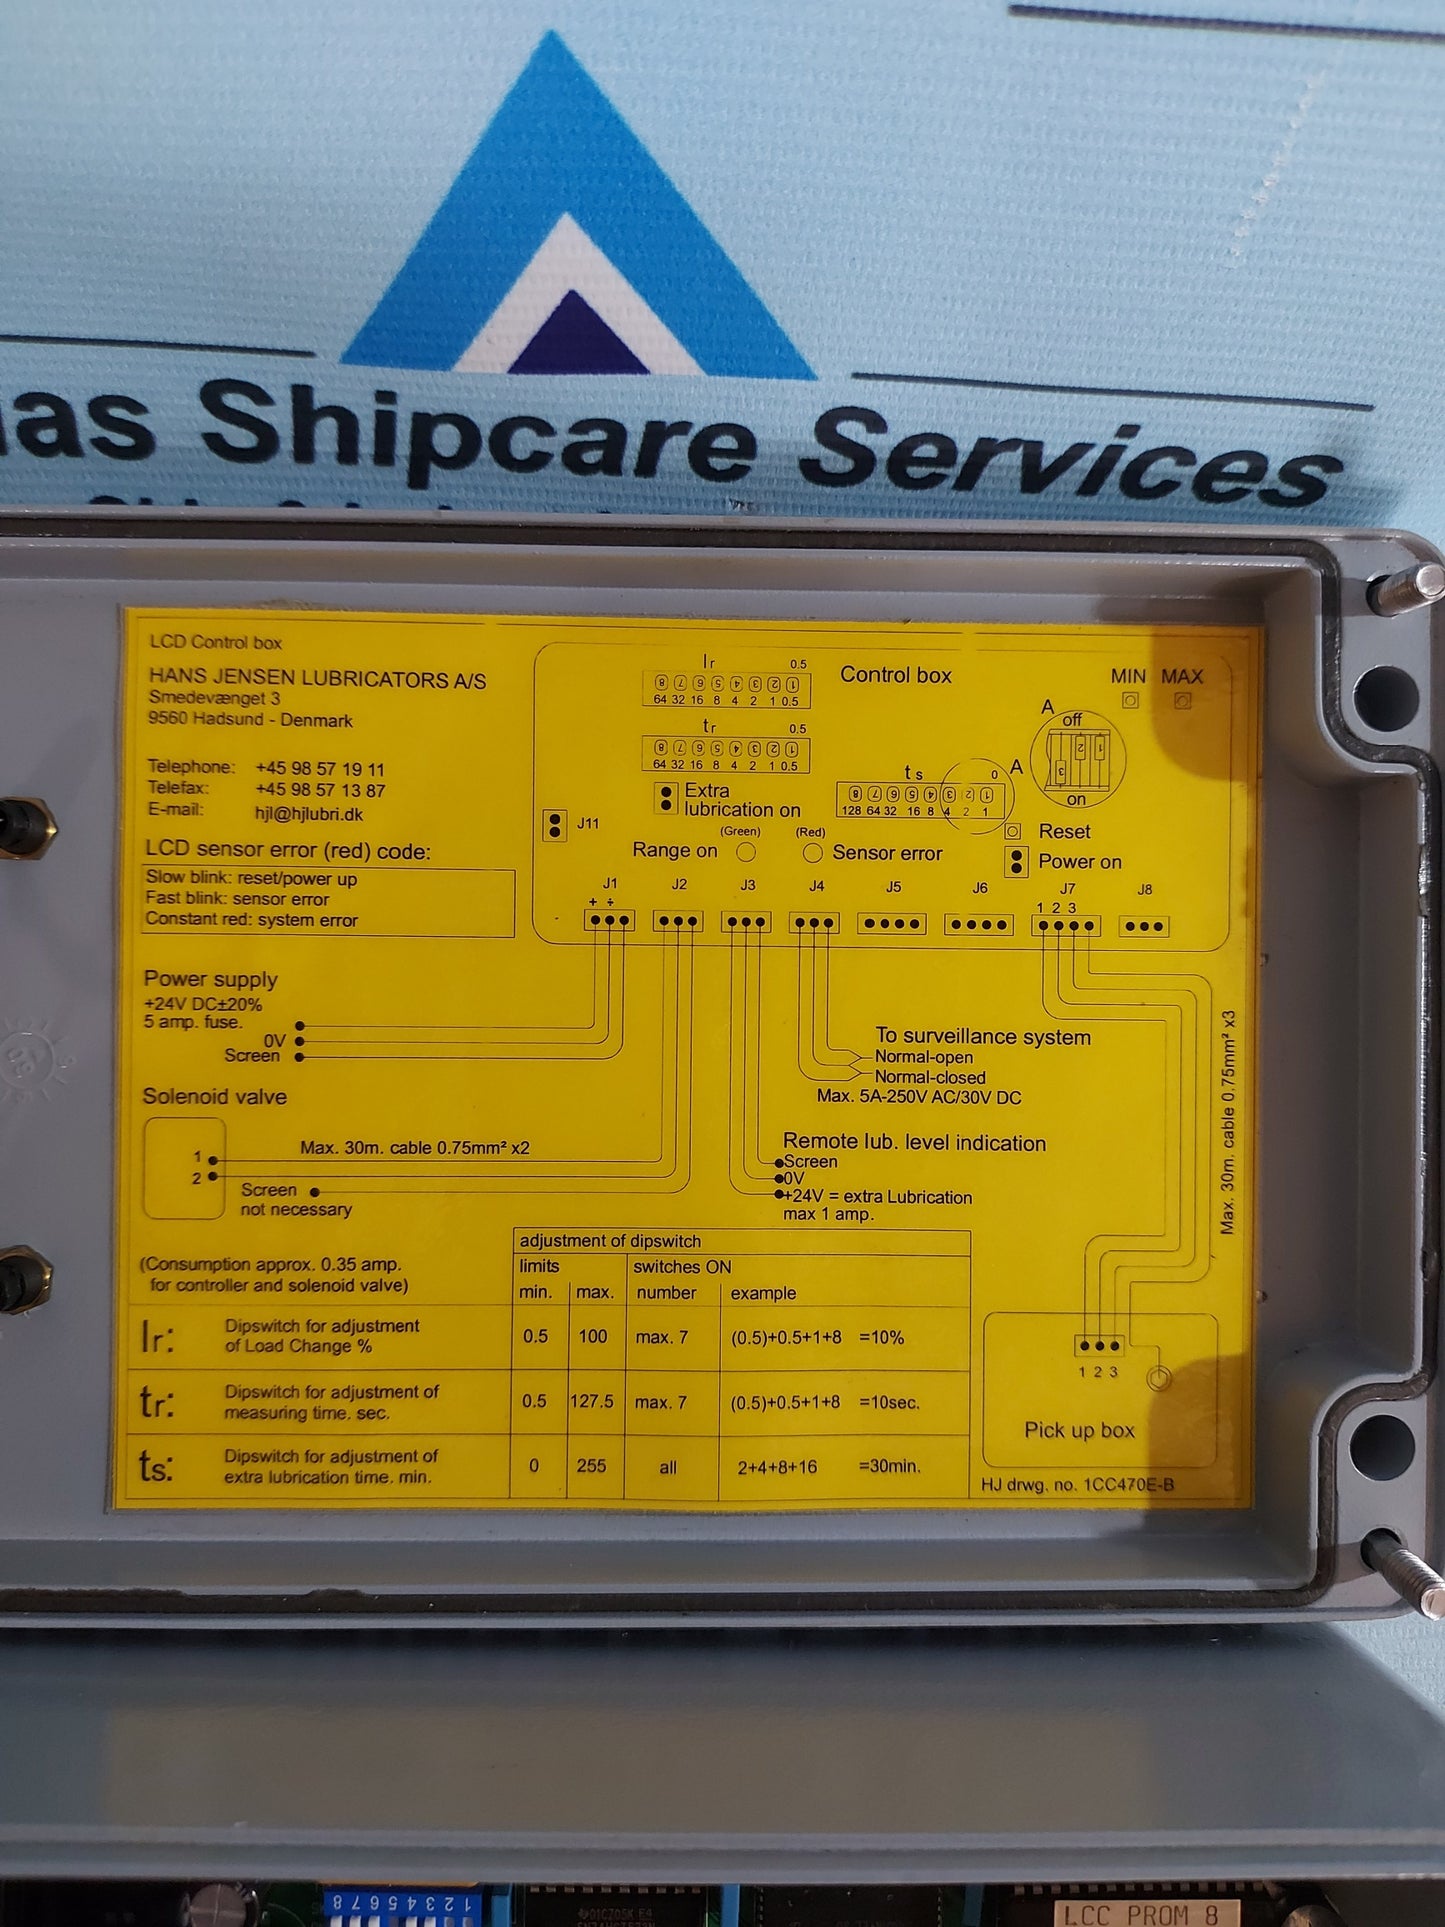 Shipcare Services
LCD Control box
HANS JENSEN LUBRICATORS A/S
Smedevænget 3
9560 Hadsund - Denmark
Telephone: +45 98 57 19 11
Telefax: +45 98 57 13 87
E-mail: hjl@hjlubri.dk
LCD sensor error (red) code:
Slow blink: reset/power up
Fast blink: sensor error
Constant red: system error
lr 0.5
8 7 6 5 4 3 2 1
64 32 16 8 4 2 1 0.5
tr 0.5
8 7 6 5 4 3 2 1
64 32 16 8 4 2 1 0.5
Control box
MIN MAX
A
off
3 2 1
on
A
ts 0
8 7 6 5 4 3 2 1
128 64 32 16 8 4 2 1
Extra
lubrication on
J11
(Green) (Red)
Range on Sensor error
Reset
Power on
J1 J2 J3 J4 J5 J6 J7 J8
+ ÷ 1 2 3
Power supply
+24V DC±20%
5 amp. fuse.
0V
Screen
To surveillance system
Normal-open
Normal-closed
Max. 5A-250V AC/30V DC
Max. 30m. cable 0.75mm² x3
Solenoid valve
1
2
Max. 30m. cable 0.75mm² x2
Screen
not necessary
Remote lub. level indication
Screen
0V
+24V = extra Lubrication
max 1 amp.
(Consumption approx. 0.35 amp.
for controller and solenoid valve)
adjustment of dipswitch
limits switches ON
min. max. number example
lr: Dipswitch for adjustment
of Load Change % 0.5 100 max. 7 (0.5)+0.5+1+8 =10%
tr: Dipswitch for adjustment of
measuring time. sec. 0.5 127.5 max. 7 (0.5)+0.5+1+8 =10sec.
ts: Dipswitch for adjustment of
extra lubrication time. min. 0 255 all 2+4+8+16 =30min.
1 2 3
Pick up box
HJ drwg. no. 1CC470E-B
1 2 3 4 5 6 7 8
01CZ05K E4
LCC PROM 8